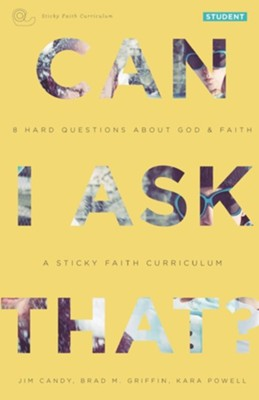 Sticky Faith Curriculum
STUDENT
CAN
8 HARD QUESTIONS ABOUT GOD & FAITH
I ASK
A STICKY FAITH CURRICULUM
THAT?
JIM CANDY, BRAD M. GRIFFIN, KARA POWELL